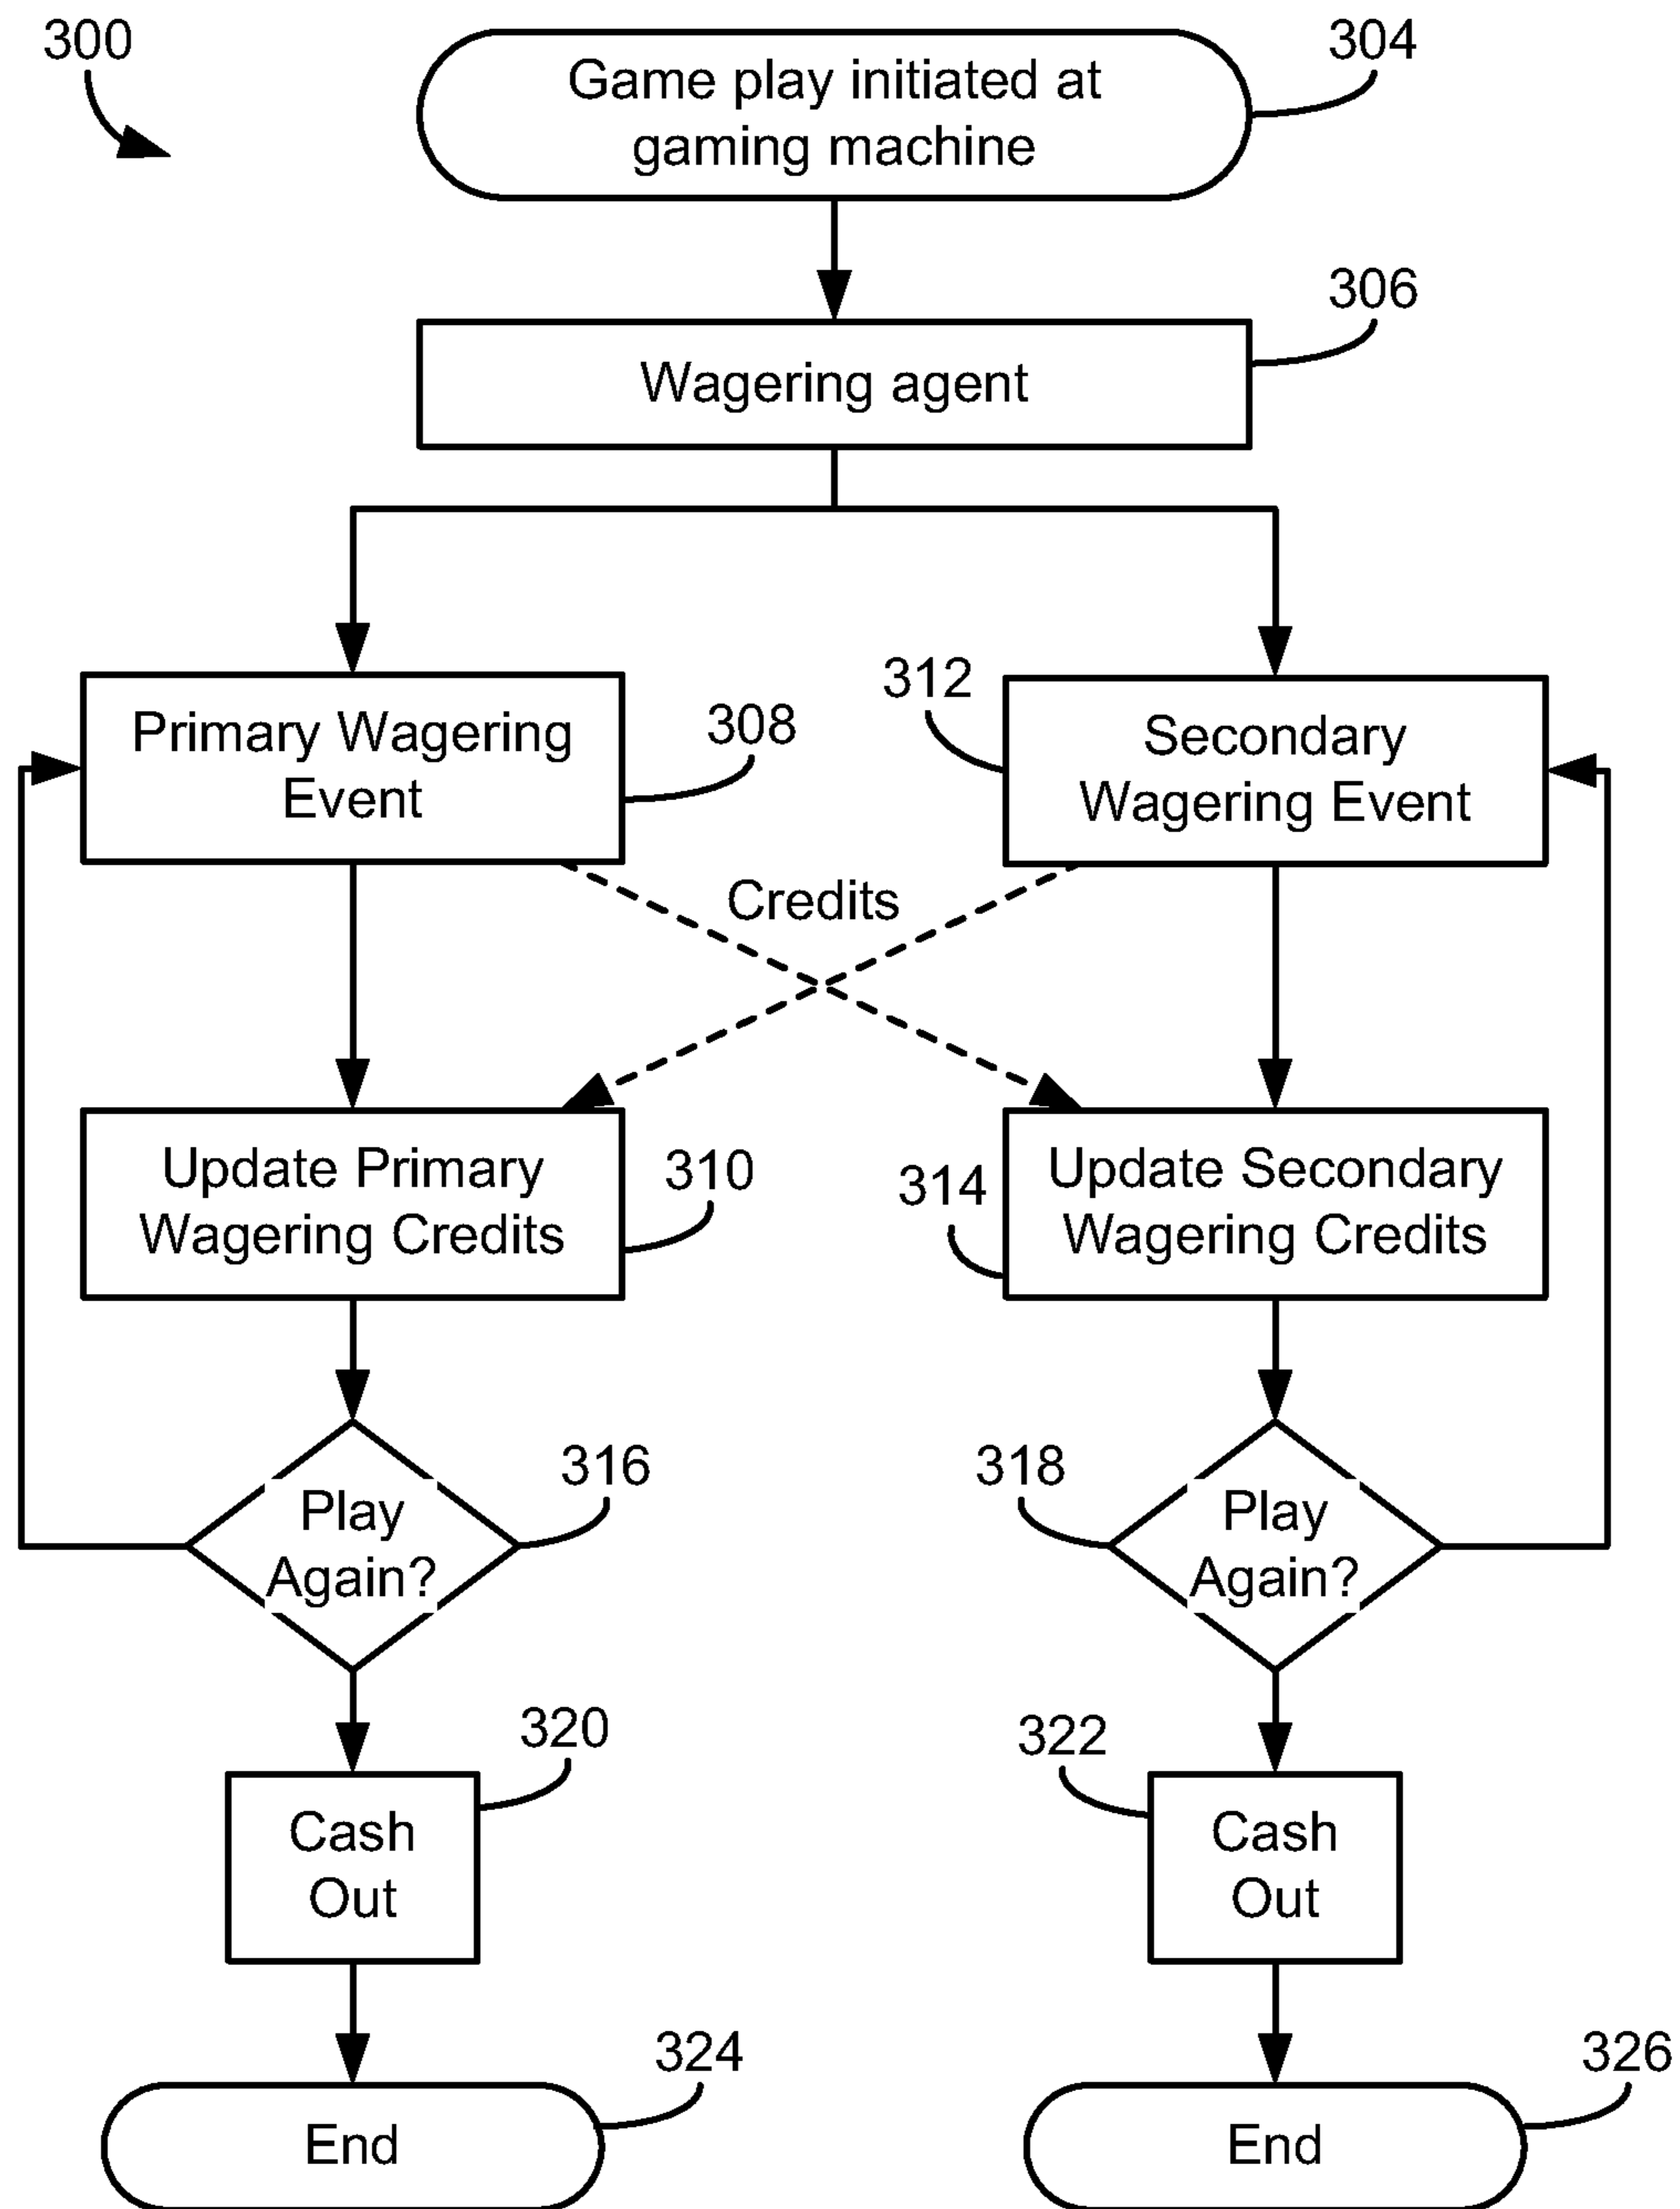 300
Game play initiated at
gaming machine
304
Wagering agent
306
Primary Wagering
Event
308
312
Secondary
Wagering Event
Credits
Update Primary
Wagering Credits
310
314
Update Secondary
Wagering Credits
Play
Again?
316
318
Play
Again?
320
Cash
Out
322
Cash
Out
End
324
End
326